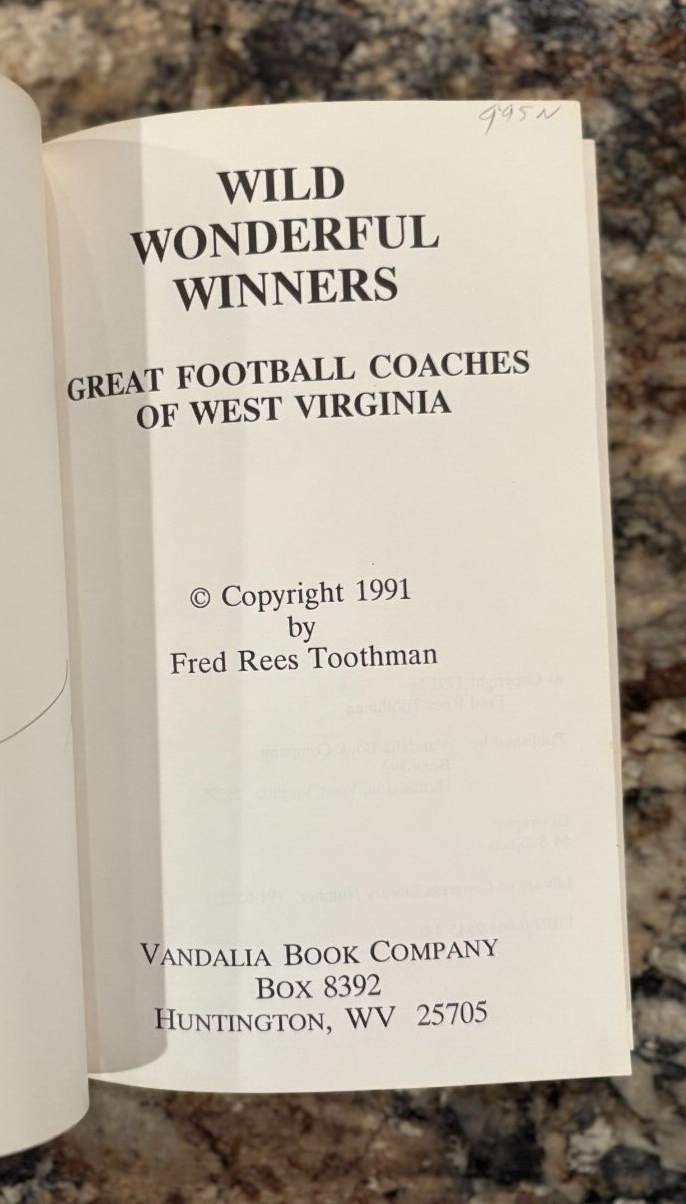 995N
WILD
WONDERFUL
WINNERS
GREAT FOOTBALL COACHES
OF WEST VIRGINIA
© Copyright 1991
by
Fred Rees Toothman
VANDALIA BOOK COMPANY
BOX 8392
HUNTINGTON, WV 25705